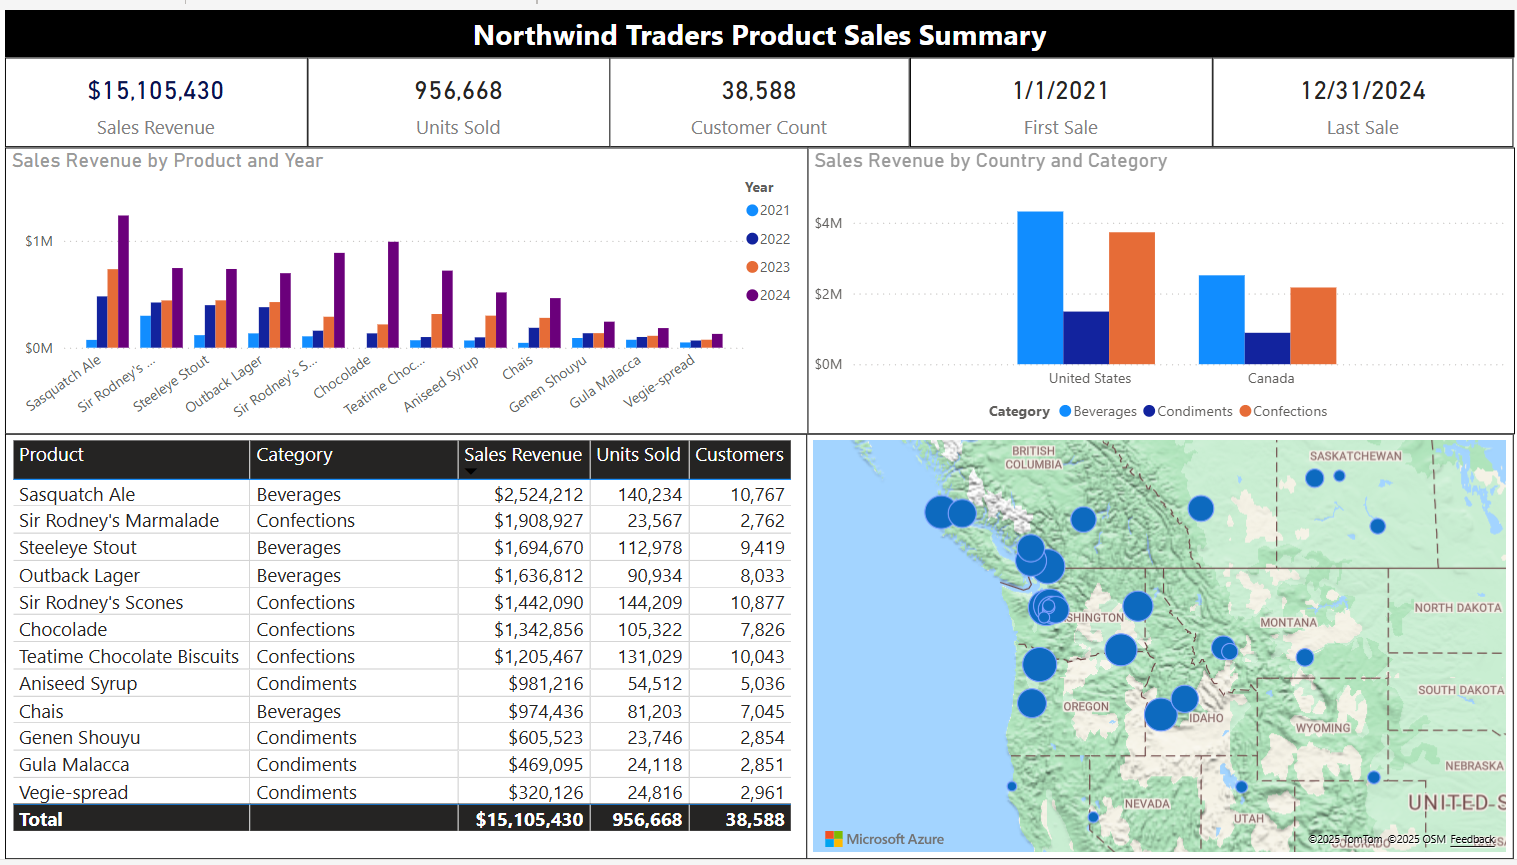 Northwind Traders Product Sales Summary
$15,105,430
Sales Revenue
956,668
Units Sold
38,588
Customer Count
1/1/2021
First Sale
12/31/2024
Last Sale
Sales Revenue by Product and Year
Year
2021
2022
2023
2024
$1M
$0M
Sasquatch Ale
Sir Rodney's ...
Steeleye Stout
Outback Lager
Sir Rodney's S...
Chocolade
Teatime Choc...
Aniseed Syrup
Chais
Genen Shouyu
Gula Malacca
Vegie-spread
Sales Revenue by Country and Category
$4M
$2M
$0M
United States
Canada
Category Beverages Condiments Confections
Product Category Sales Revenue Units Sold Customers
Sasquatch Ale Beverages $2,524,212 140,234 10,767
Sir Rodney's Marmalade Confections $1,908,927 23,567 2,762
Steeleye Stout Beverages $1,694,670 112,978 9,419
Outback Lager Beverages $1,636,812 90,934 8,033
Sir Rodney's Scones Confections $1,442,090 144,209 10,877
Chocolade Confections $1,342,856 105,322 7,826
Teatime Chocolate Biscuits Confections $1,205,467 131,029 10,043
Aniseed Syrup Condiments $981,216 54,512 5,036
Chais Beverages $974,436 81,203 7,045
Genen Shouyu Condiments $605,523 23,746 2,854
Gula Malacca Condiments $469,095 24,118 2,851
Vegie-spread Condiments $320,126 24,816 2,961
Total $15,105,430 956,668 38,588
BRITISH
COLUMBIA
SASKATCHEWAN
SHINGTON
MONTANA
NORTH DAKOTA
OREGON
IDAHO
SOUTH DAKOTA
WYOMING
NEBRASKA
NEVADA
UTAH
UNITED-S
COLORADO
Microsoft Azure
©2025 TomTom ©2025 OSM Feedback